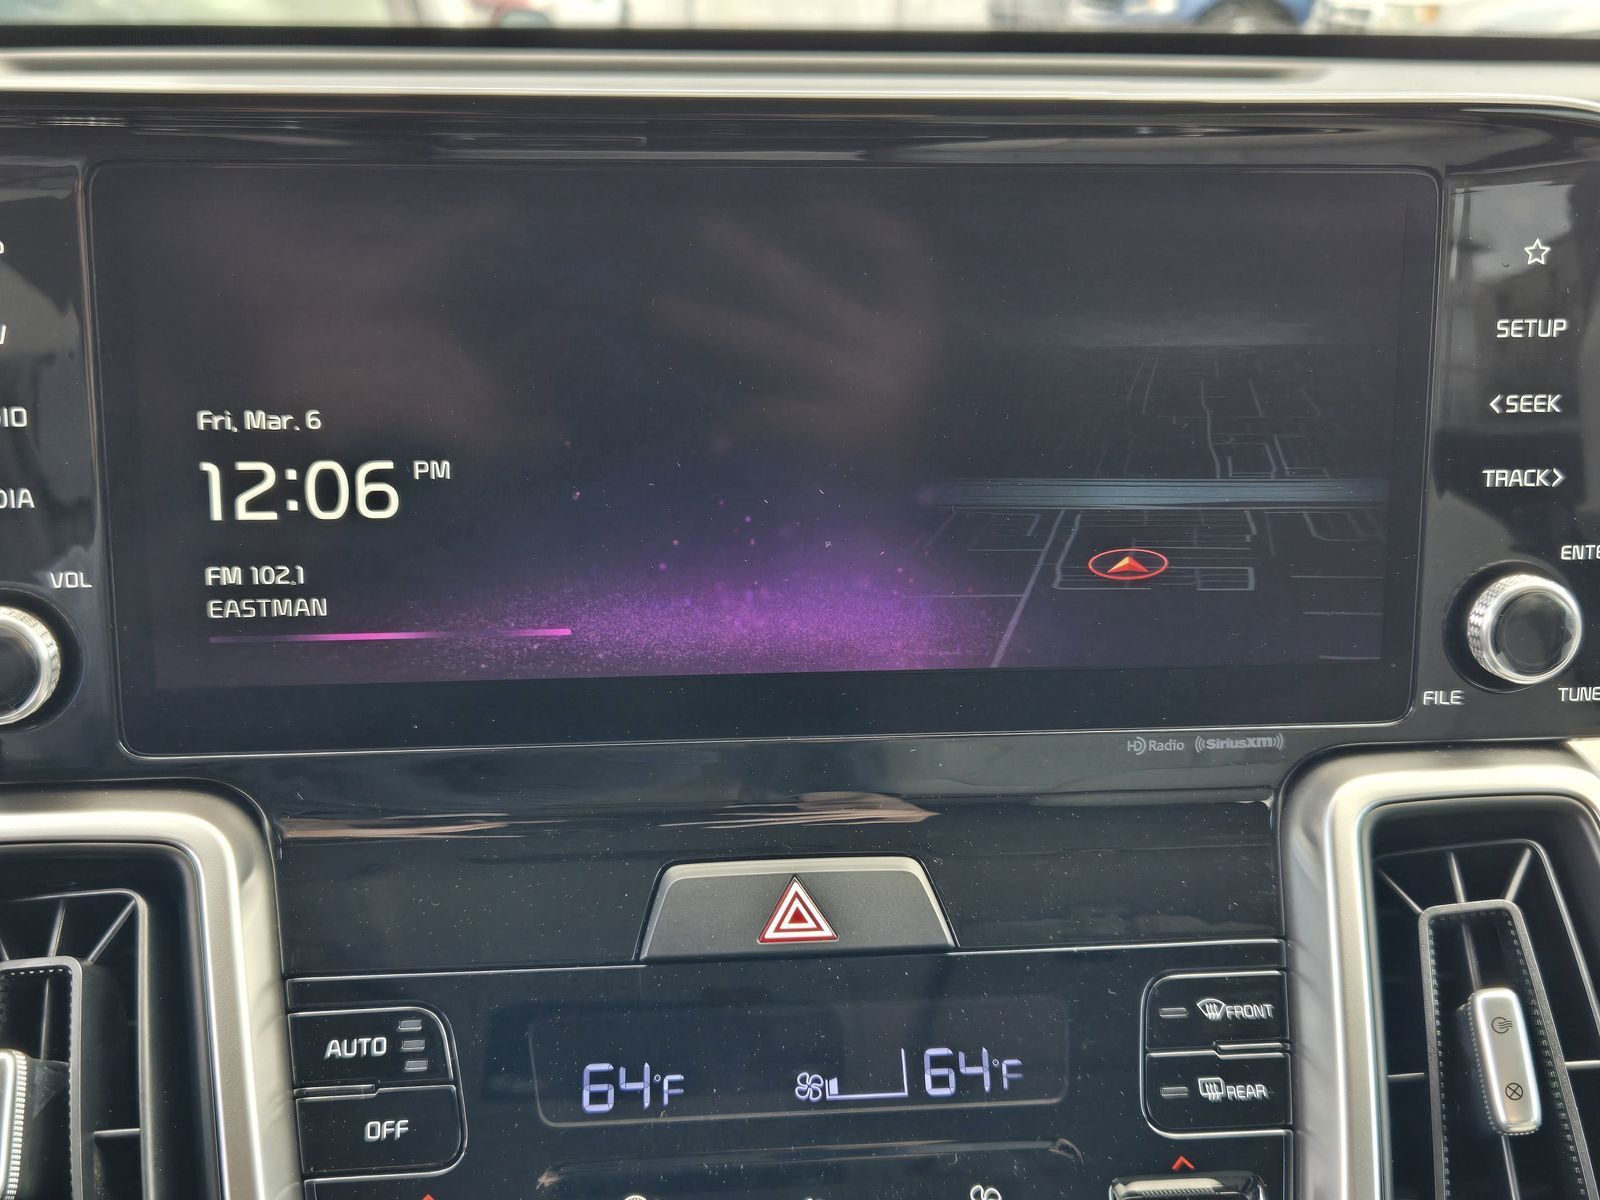 Fri, Mar. 6
12:06 PM
FM 102.1
EASTMAN
VOL
SETUP
<SEEK
TRACK>
FILE
HD Radio
((SiriusXM))
AUTO
OFF
64°F
64°F
FRONT
REAR